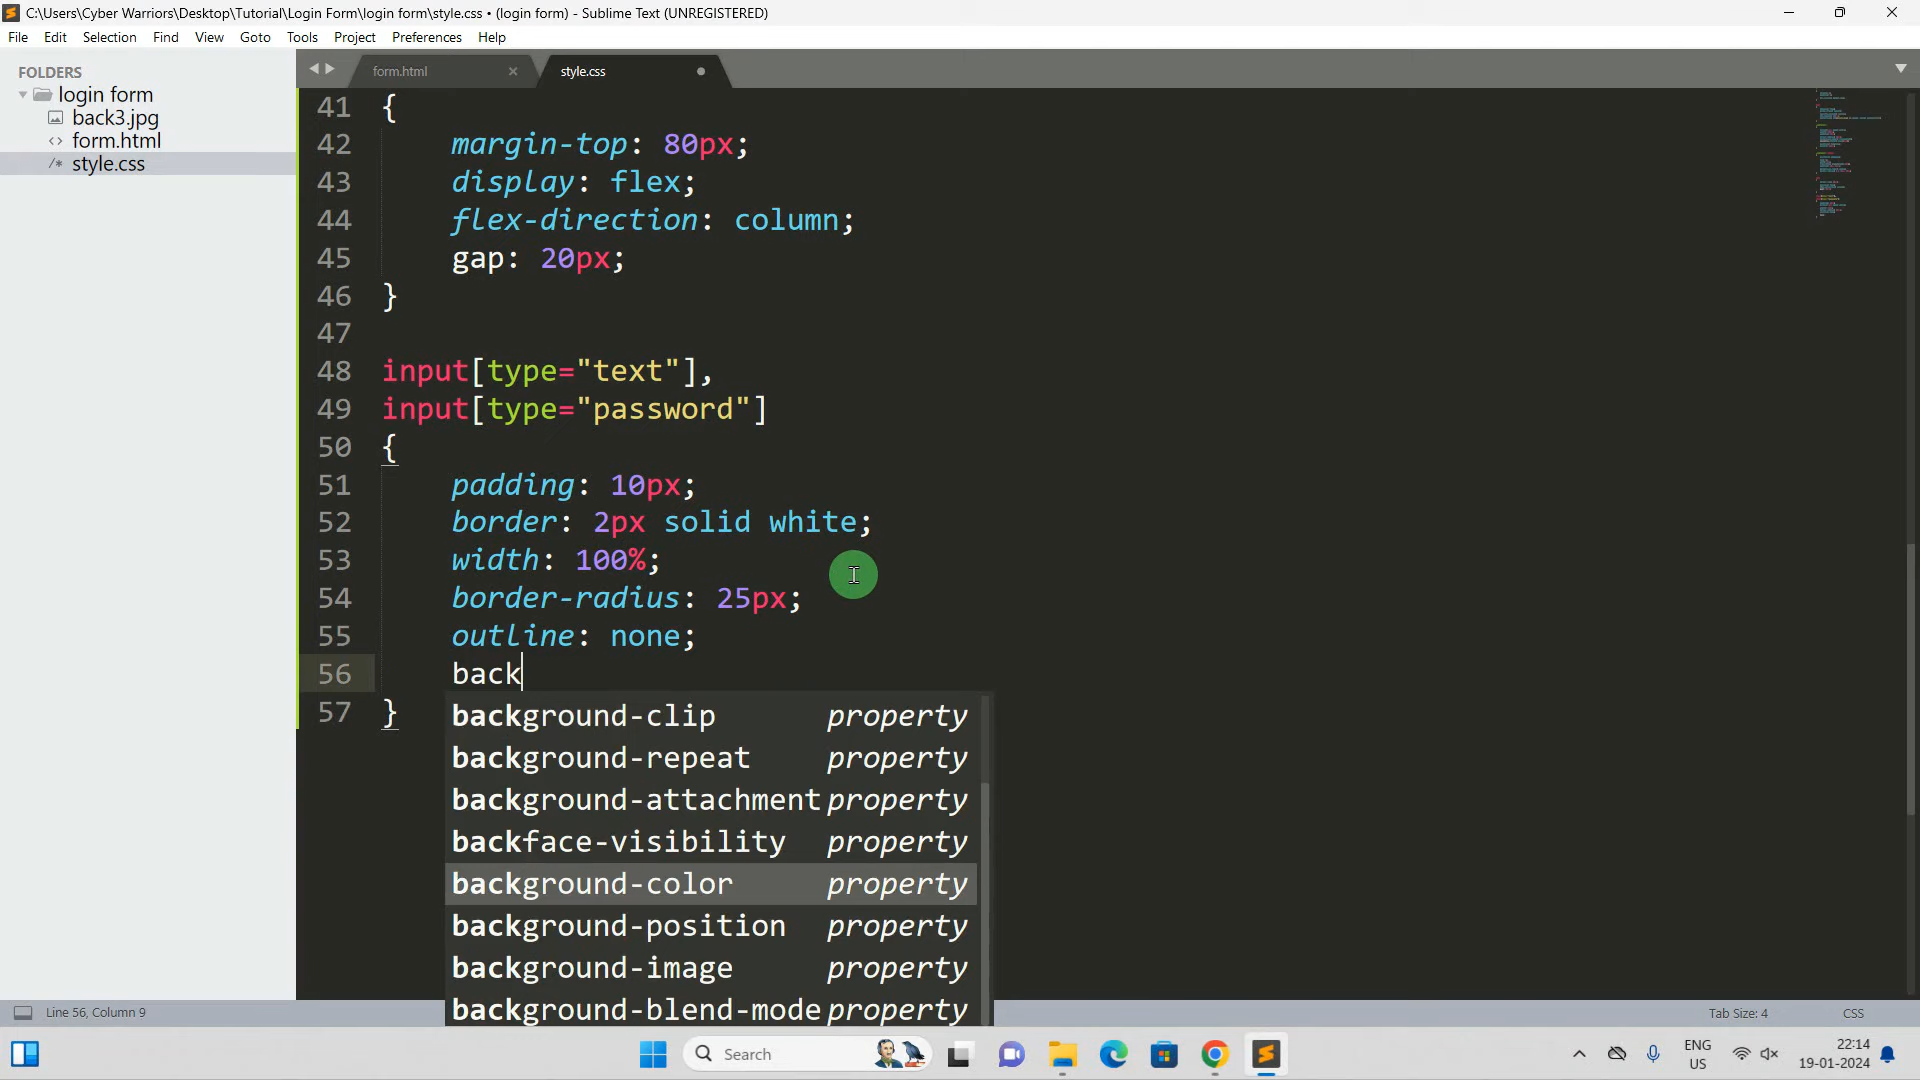 C:\Users\Cyber Warriors\Desktop\Tutorial\Login Form\login form\style.css • (login form) - Sublime Text (UNREGISTERED)
File Edit Selection Find View Goto Tools Project Preferences Help
FOLDERS
login form
back3.jpg
<> form.html
/* style.css
form.html
style.css
41 {
42 margin-top: 80px;
43 display: flex;
44 flex-direction: column;
45 gap: 20px;
46 }
47
48 input[type="text"],
49 input[type="password"]
50 {
51 padding: 10px;
52 border: 2px solid white;
53 width: 100%;
54 border-radius: 25px;
55 outline: none;
56 back
57 }
background-clip property
background-repeat property
background-attachment property
backface-visibility property
background-color property
background-position property
background-image property
background-blend-mode property
Line 56, Column 9
Tab Size: 4
CSS
Search
ENG
US
22:14
19-01-2024